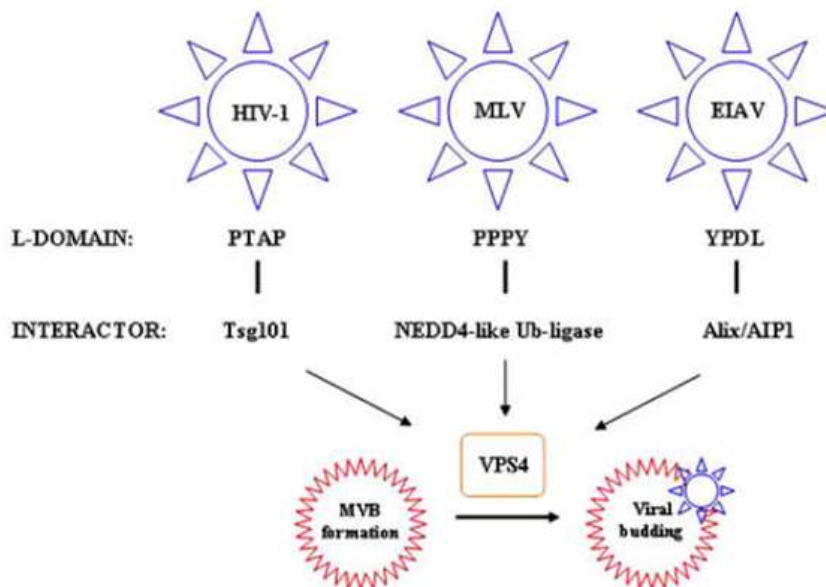 HIV-1 MLV EIAV
L-DOMAIN: PTAP PPPY YPDL
INTERACTOR: Tsg101 NEDD4-like Ub-ligase Alix/AIP1
VPS4
MVB
formation
Viral
budding